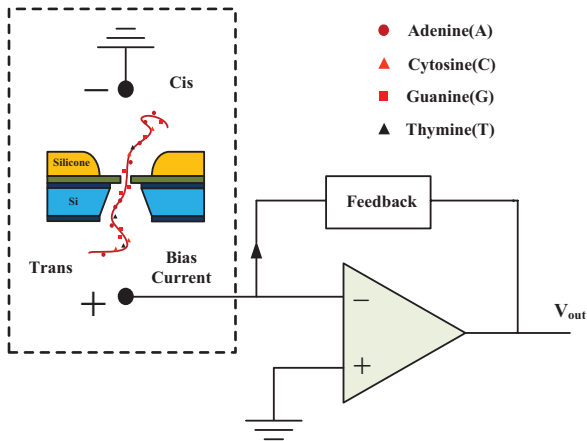 Adenine(A)
Cytosine(C)
Guanine(G)
Thymine(T)
Cis
Silicone
Si
Trans
Bias
Current
Feedback
Vout